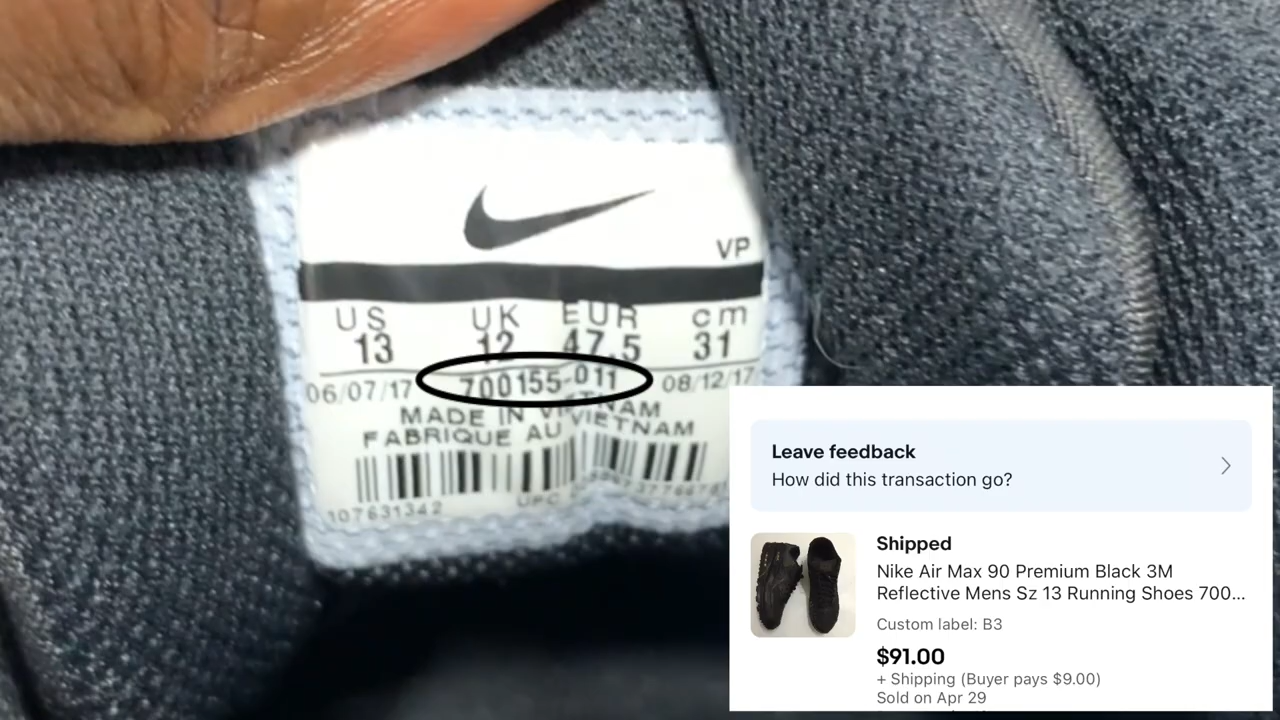 VP
US UK EUR cm
13 12 47.5 31
06/07/17 700155-011 08/12/17
MADE IN VIETNAM
FABRIQUE AU VIETNAM
107631342 UPC
Leave feedback
How did this transaction go?
Shipped
Nike Air Max 90 Premium Black 3M
Reflective Mens Sz 13 Running Shoes 700...
Custom label: B3
$91.00
+ Shipping (Buyer pays $9.00)
Sold on Apr 29